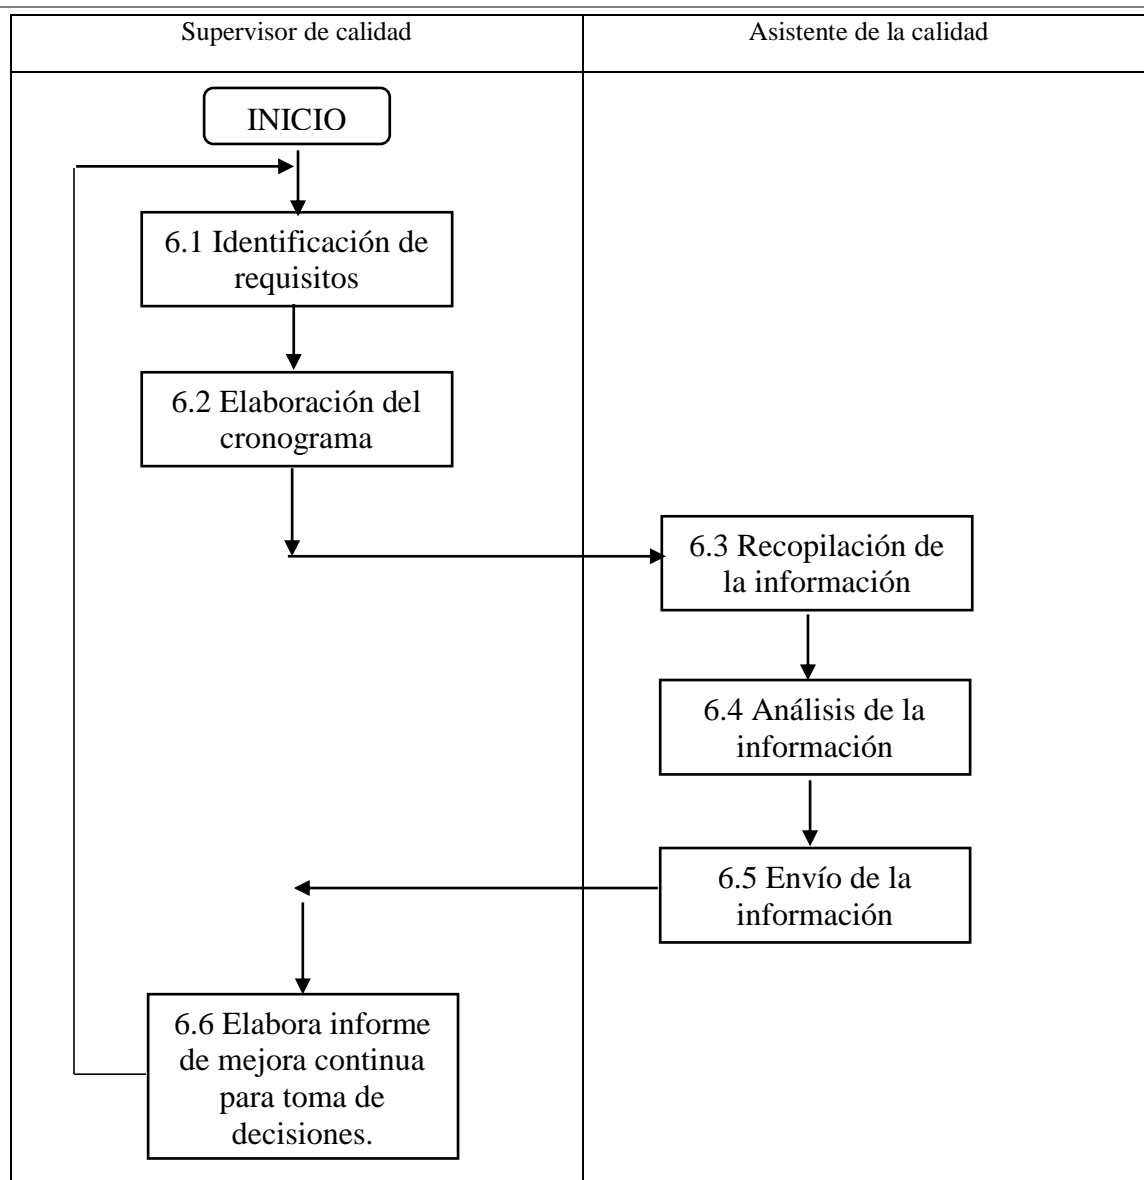 Supervisor de calidad
Asistente de la calidad
INICIO
6.1 Identificación de
requisitos
6.2 Elaboración del
cronograma
6.3 Recopilación de
la información
6.4 Análisis de la
información
6.5 Envío de la
información
6.6 Elabora informe
de mejora continua
para toma de
decisiones.